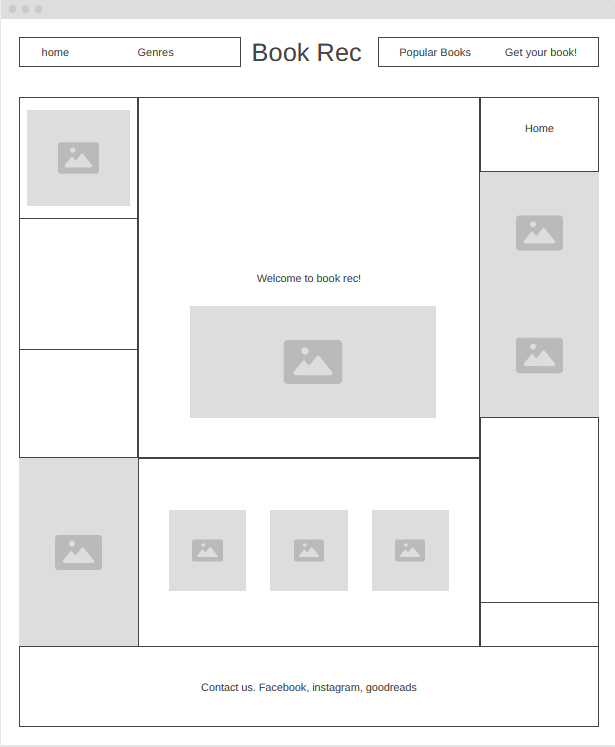 home Genres Book Rec Popular Books Get your book!
Home
Welcome to book rec!
Contact us. Facebook, instagram, goodreads